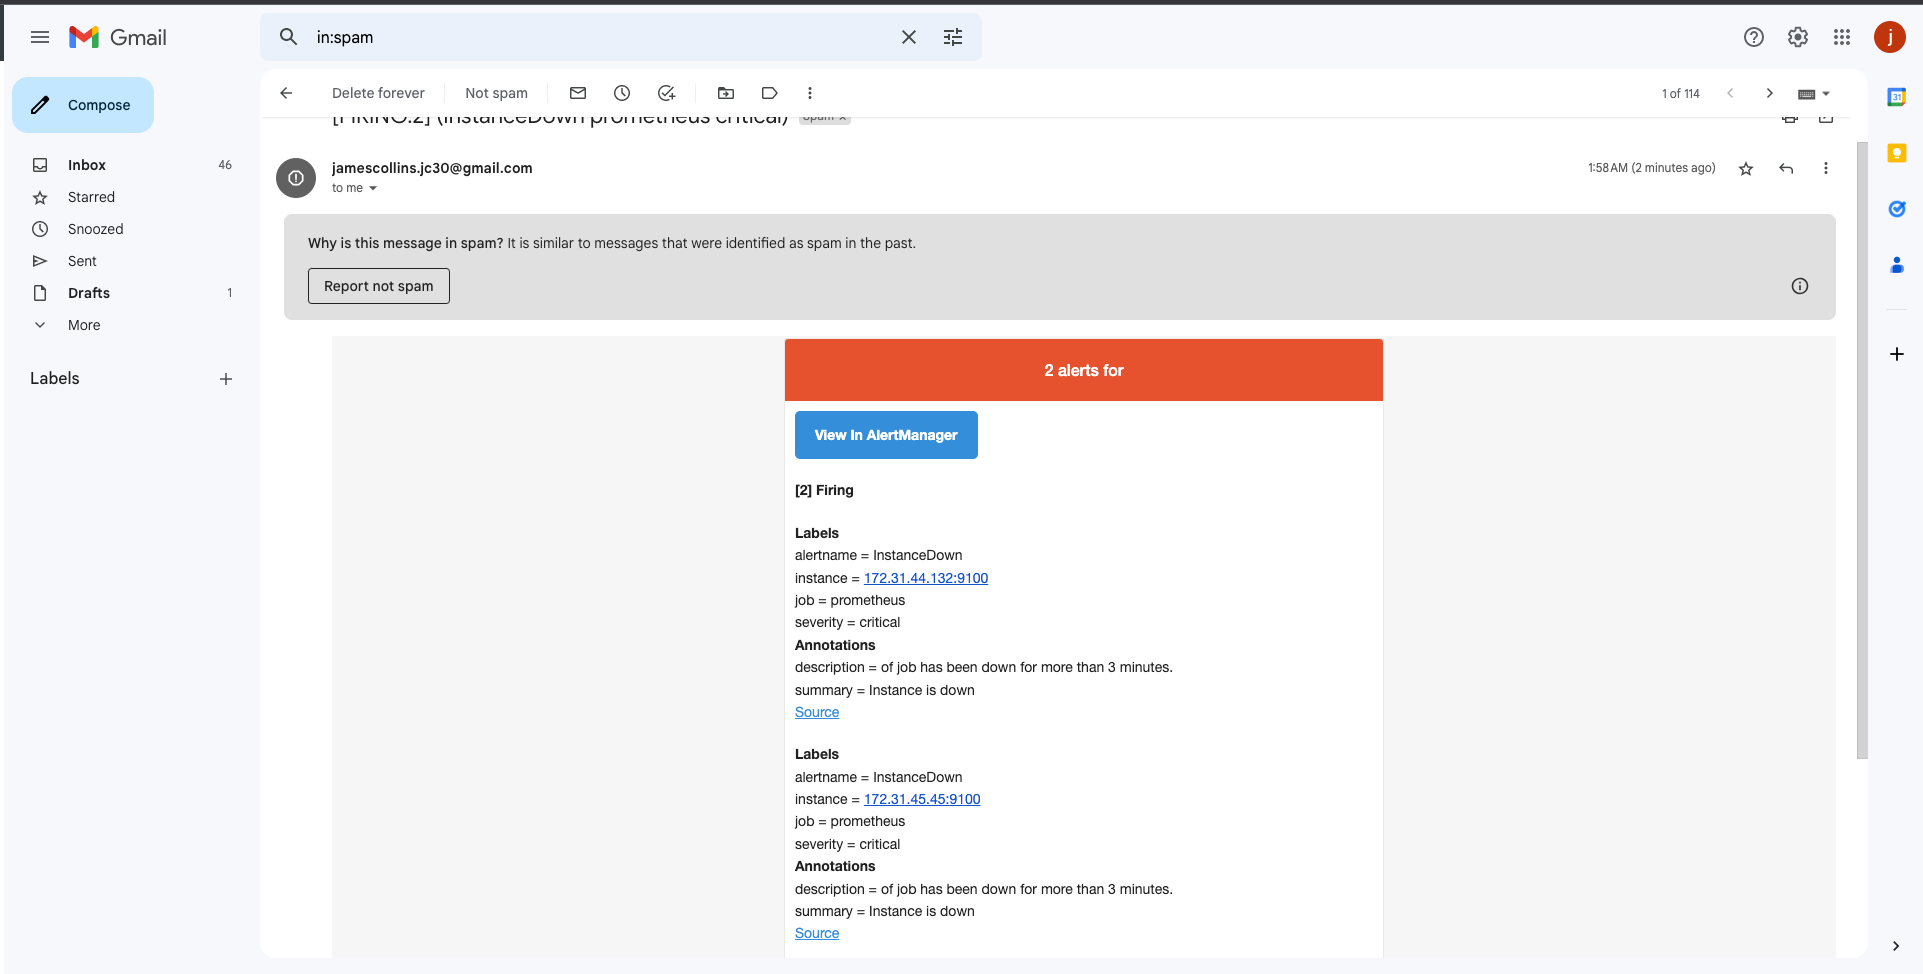 Gmail
in:spam
j
Compose
Delete forever
Not spam
1 of 114
31
[FIRING:2] (InstanceDown prometheus critical) Spam x
Inbox 46
Starred
Snoozed
Sent
Drafts 1
More
Labels
jamescollins.jc30@gmail.com
to me
1:58 AM (2 minutes ago)
Why is this message in spam? It is similar to messages that were identified as spam in the past.
Report not spam
2 alerts for
View In AlertManager
[2] Firing
Labels
alertname = InstanceDown
instance = 172.31.44.132:9100
job = prometheus
severity = critical
Annotations
description = of job has been down for more than 3 minutes.
summary = Instance is down
Source
Labels
alertname = InstanceDown
instance = 172.31.45.45:9100
job = prometheus
severity = critical
Annotations
description = of job has been down for more than 3 minutes.
summary = Instance is down
Source